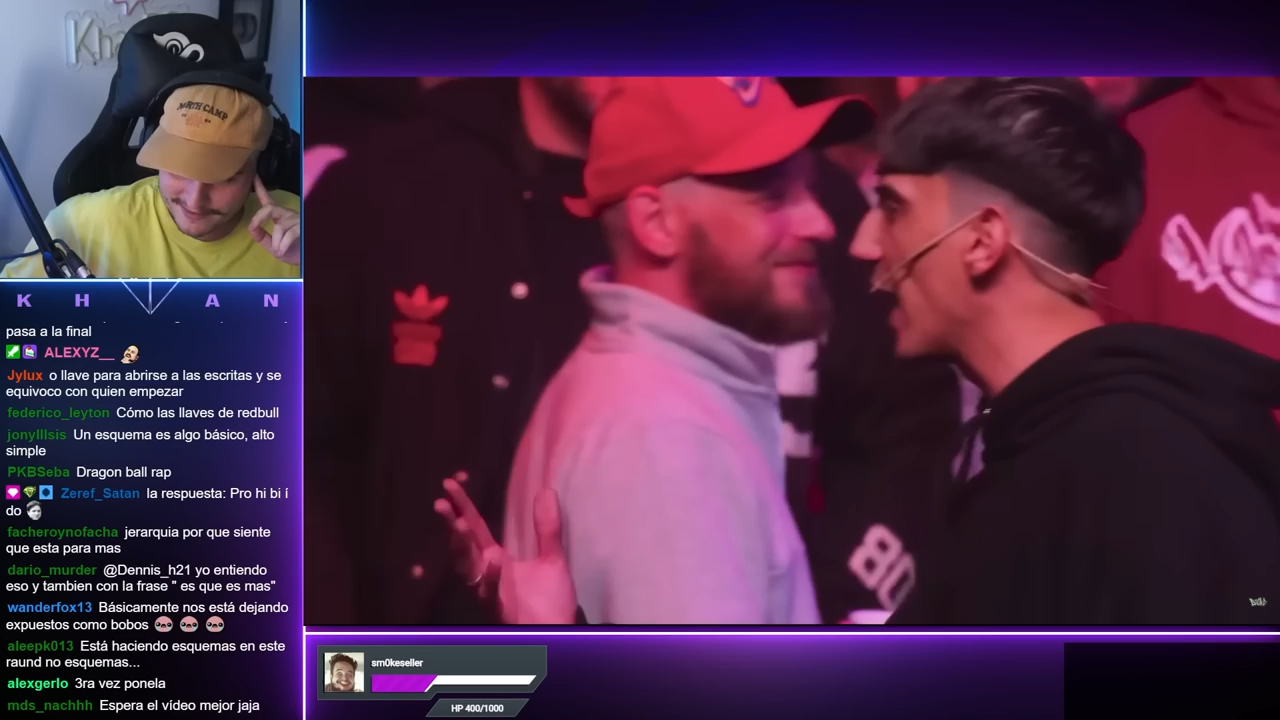 NORTH CAMP
K H A N
pasa a la final
ALEXYZ__
Jylux o llave para abrirse a las escritas y se
equivoco con quien empezar
federico_leyton Cómo las llaves de redbull
jonylllsis Un esquema es algo básico, alto
simple
PKBSeba Dragon ball rap
Zeref_Satan la respuesta: Pro hi bi í
do
facheroynofacha jerarquia por que siente
que esta para mas
dario_murder @Dennis_h21 yo entiendo
eso y tambien con la frase " es que es mas"
wanderfox13 Básicamente nos está dejando
expuestos como bobos
aleepk013 Está haciendo esquemas en este
raund no esquemas...
alexgerlo 3ra vez ponela
mds_nachhh Espera el vídeo mejor jaja
sm0keseller
HP 400/1000